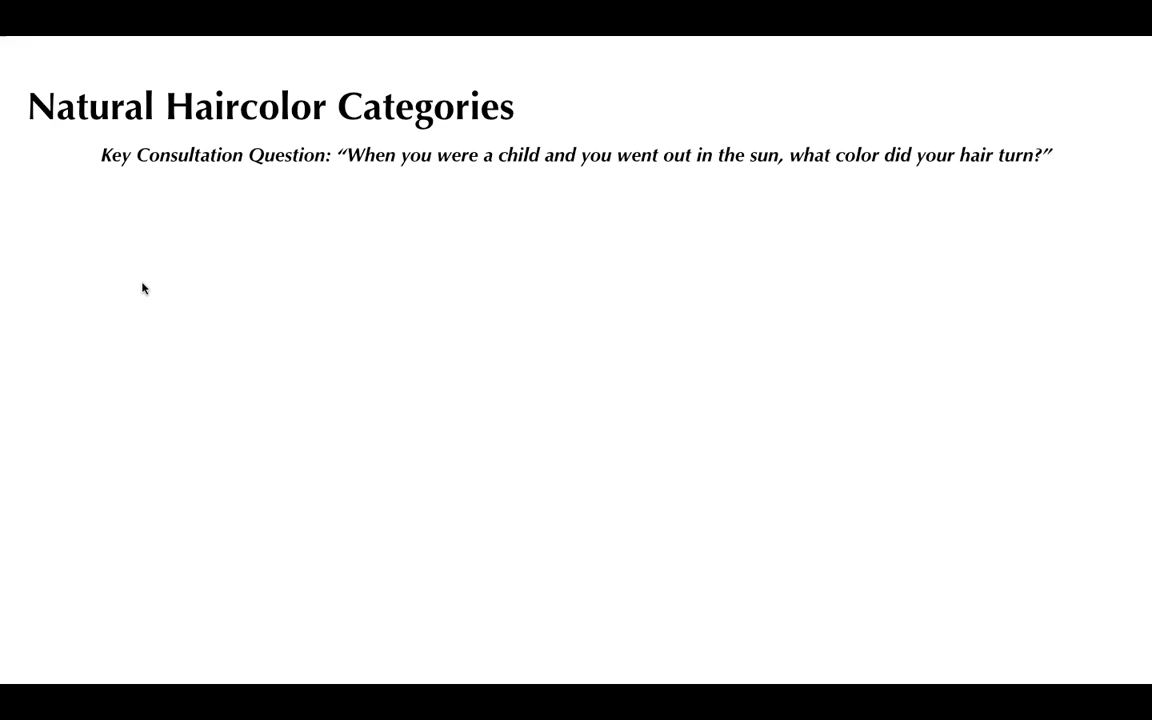 Natural Haircolor Categories
Key Consultation Question: “When you were a child and you went out in the sun, what color did your hair turn?”